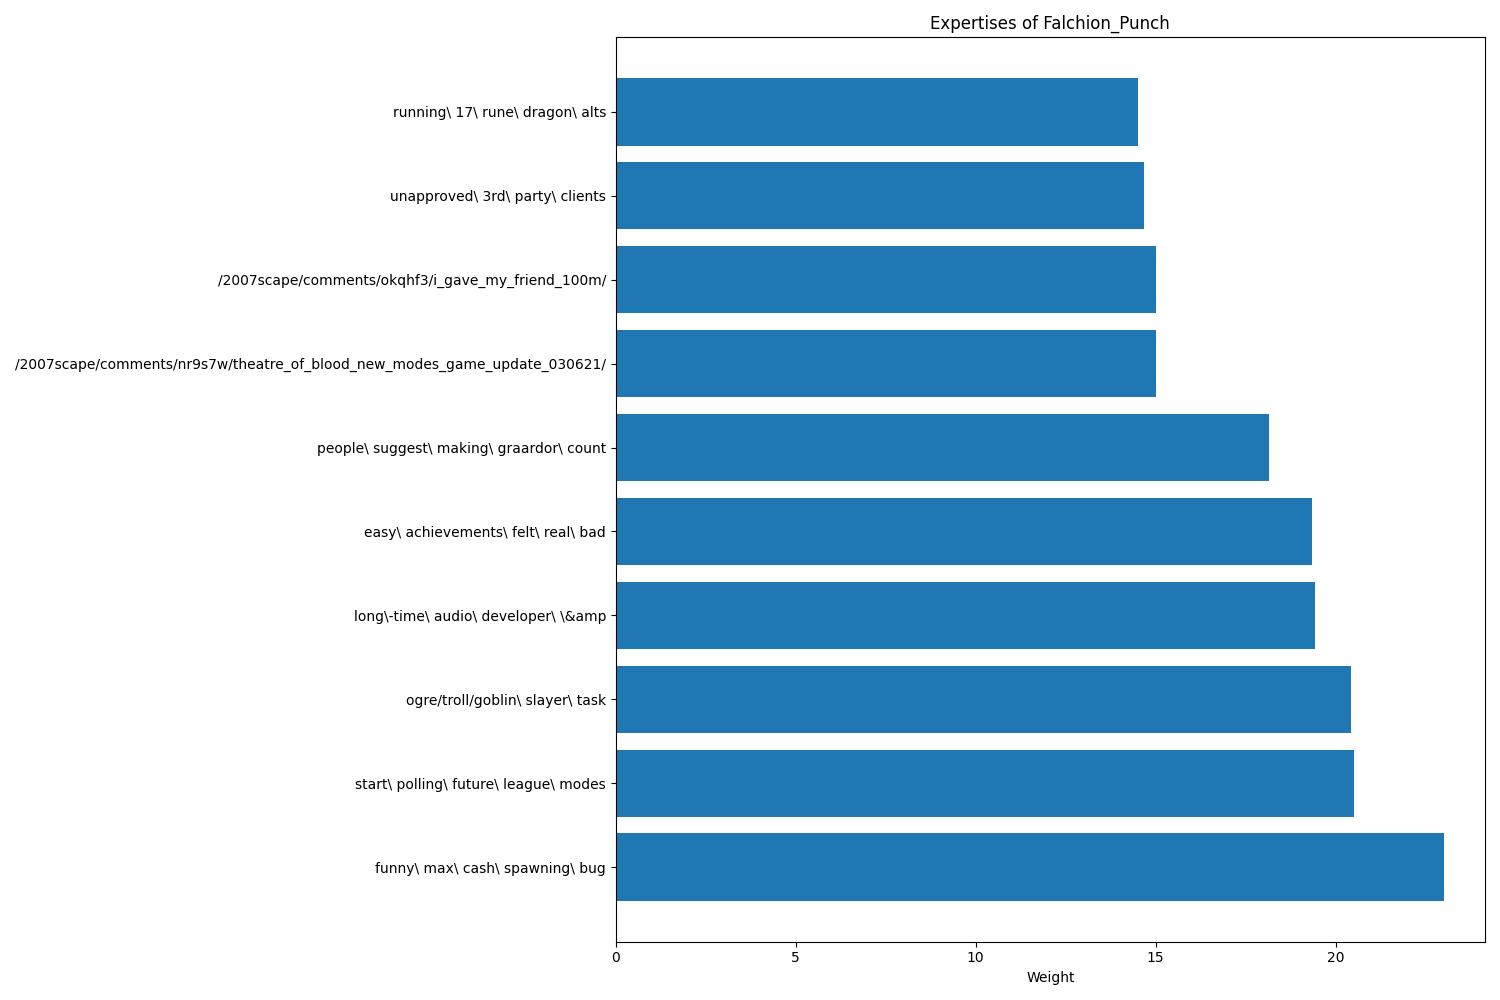 Expertises of Falchion_Punch
running\ 17\ rune\ dragon\ alts
unapproved\ 3rd\ party\ clients
/2007scape/comments/okqhf3/i_gave_my_friend_100m/
/2007scape/comments/nr9s7w/theatre_of_blood_new_modes_game_update_030621/
people\ suggest\ making\ graardor\ count
easy\ achievements\ felt\ real\ bad
long\-time\ audio\ developer\ \&amp
ogre/troll/goblin\ slayer\ task
start\ polling\ future\ league\ modes
funny\ max\ cash\ spawning\ bug
0 5 10 15 20
Weight